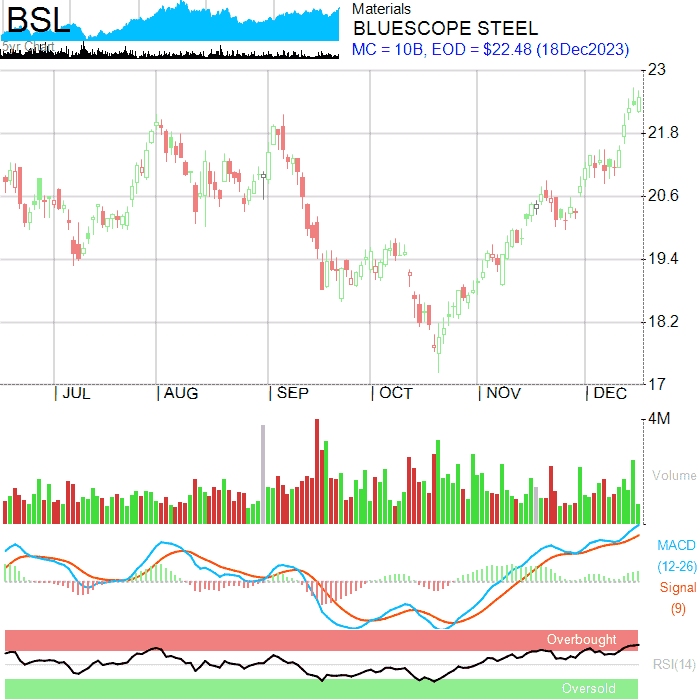 BSL
5yr Chart
Materials
BLUESCOPE STEEL
MC = 10B, EOD = $22.48 (18Dec2023)
23
21.8
20.6
19.4
18.2
17
JUL AUG SEP OCT NOV DEC
4M
Volume
MACD
(12-26)
Signal
(9)
Overbought
RSI(14)
Oversold